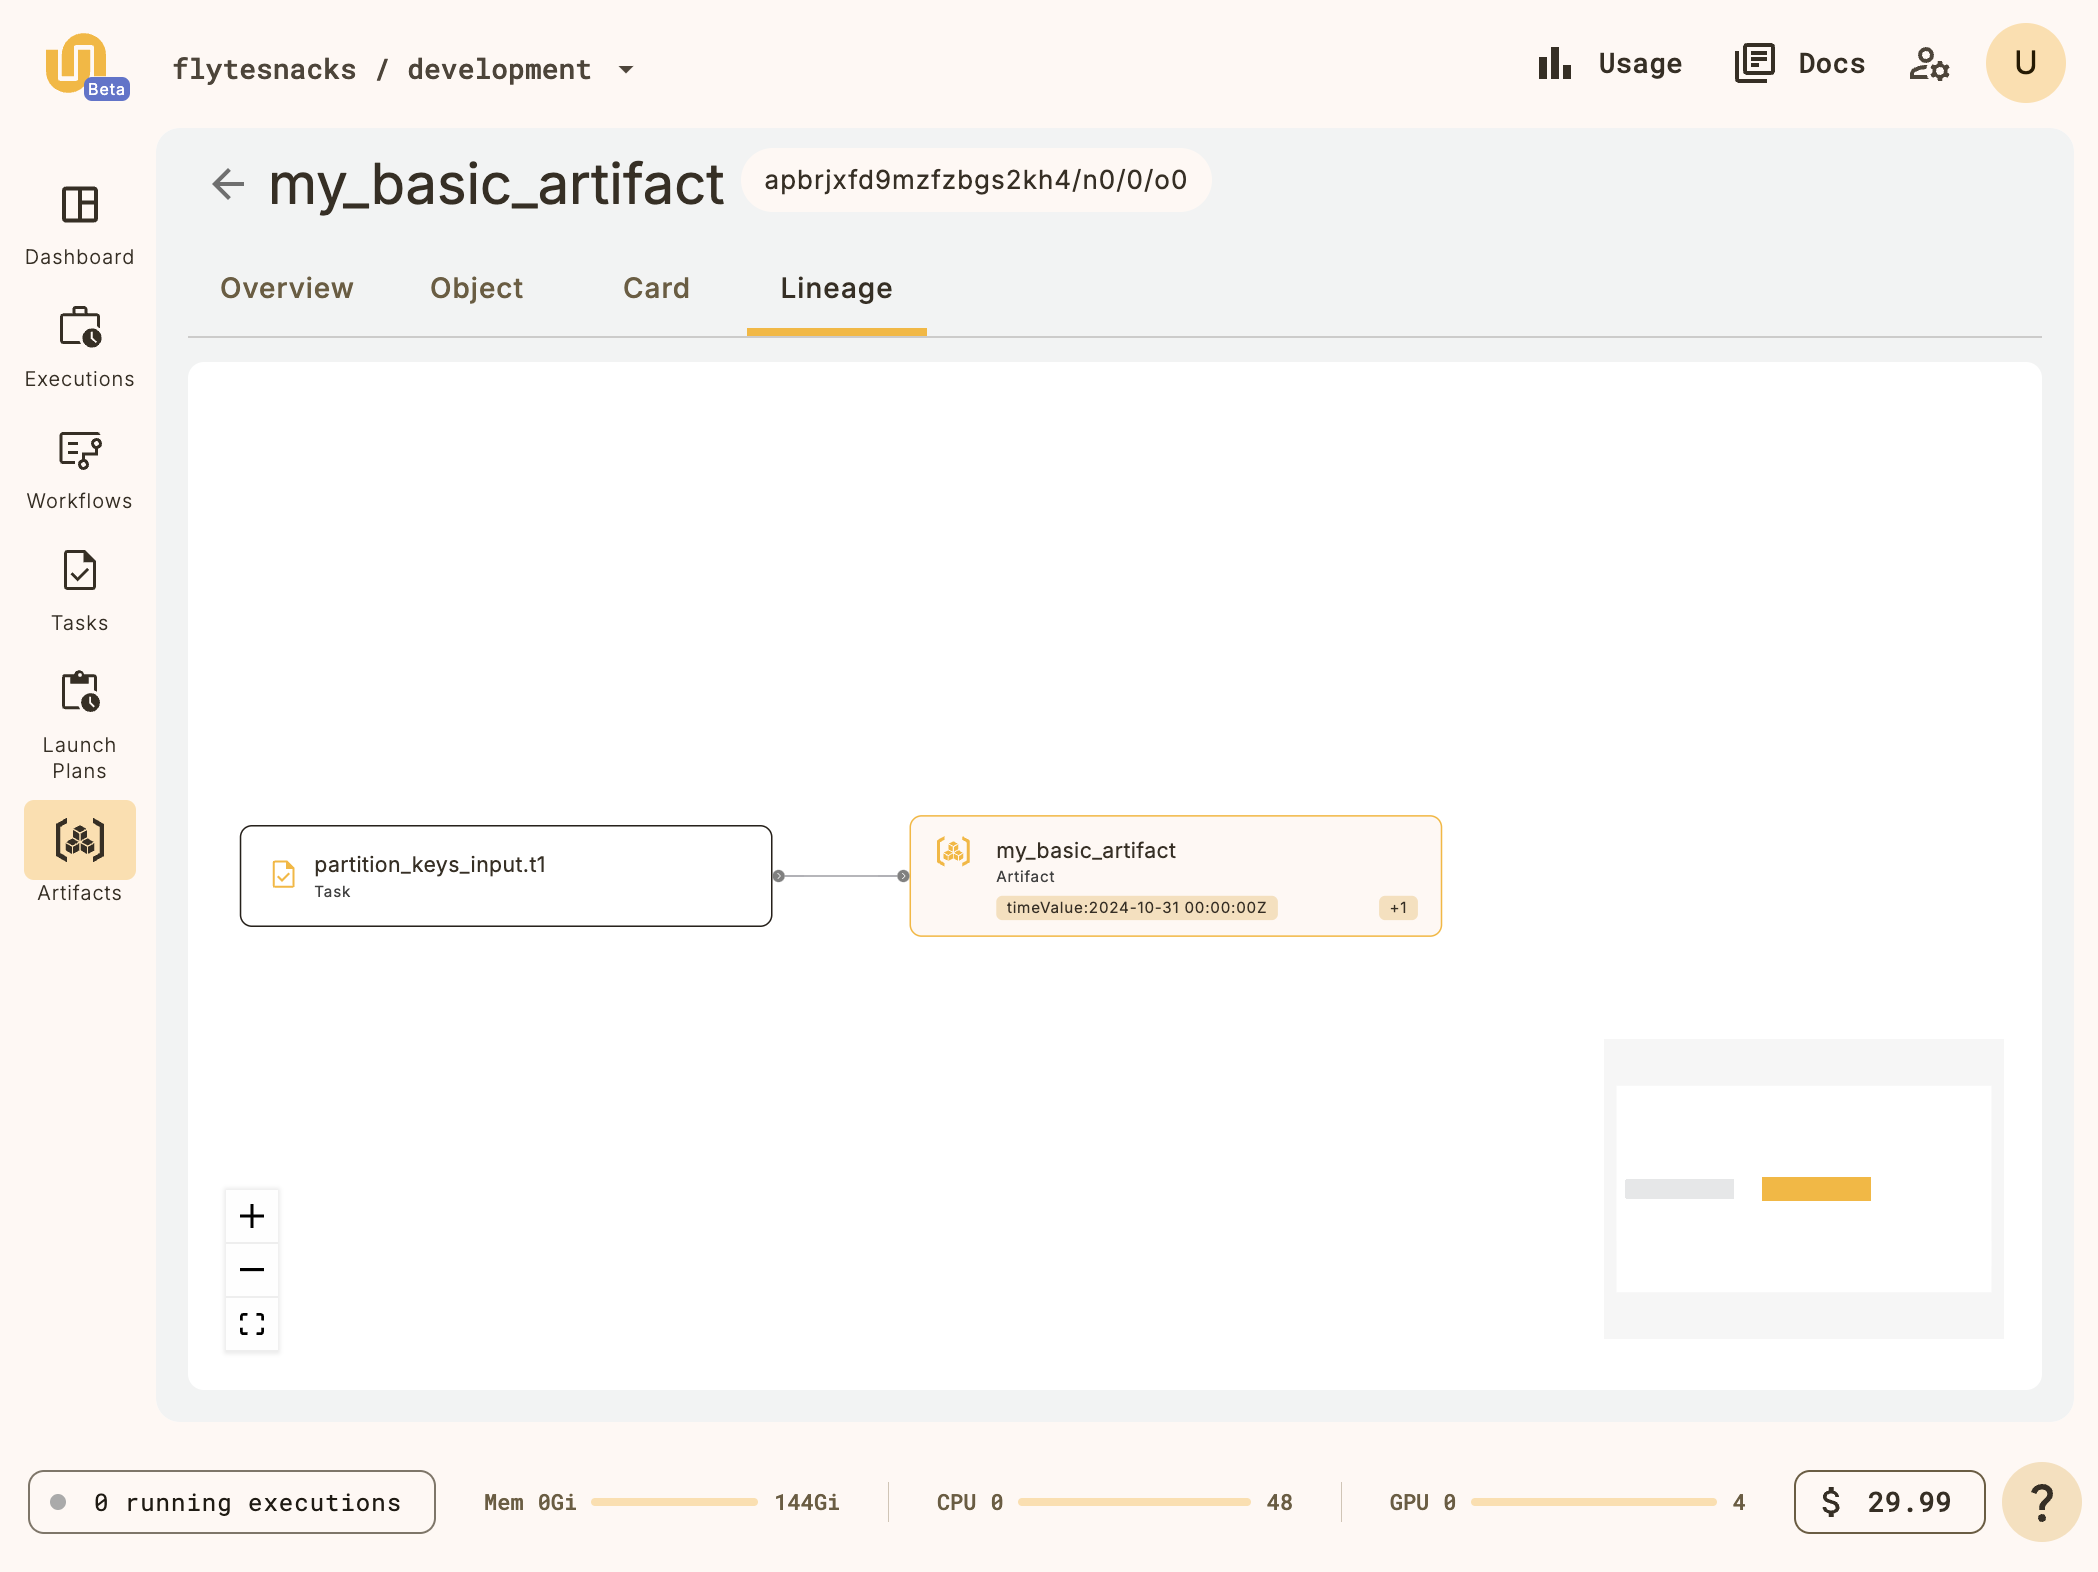 Beta
flytesnacks / development
Usage
Docs
U
my_basic_artifact
apbrjxfd9mzfzbgs2kh4/n0/0/o0
Dashboard
Executions
Workflows
Tasks
Launch
Plans
Artifacts
Overview
Object
Card
Lineage
partition_keys_input.t1
Task
my_basic_artifact
Artifact
timeValue:2024-10-31 00:00:00Z
+1
0 running executions
Mem 0Gi
144Gi
CPU 0
48
GPU 0
4
$ 29.99
?